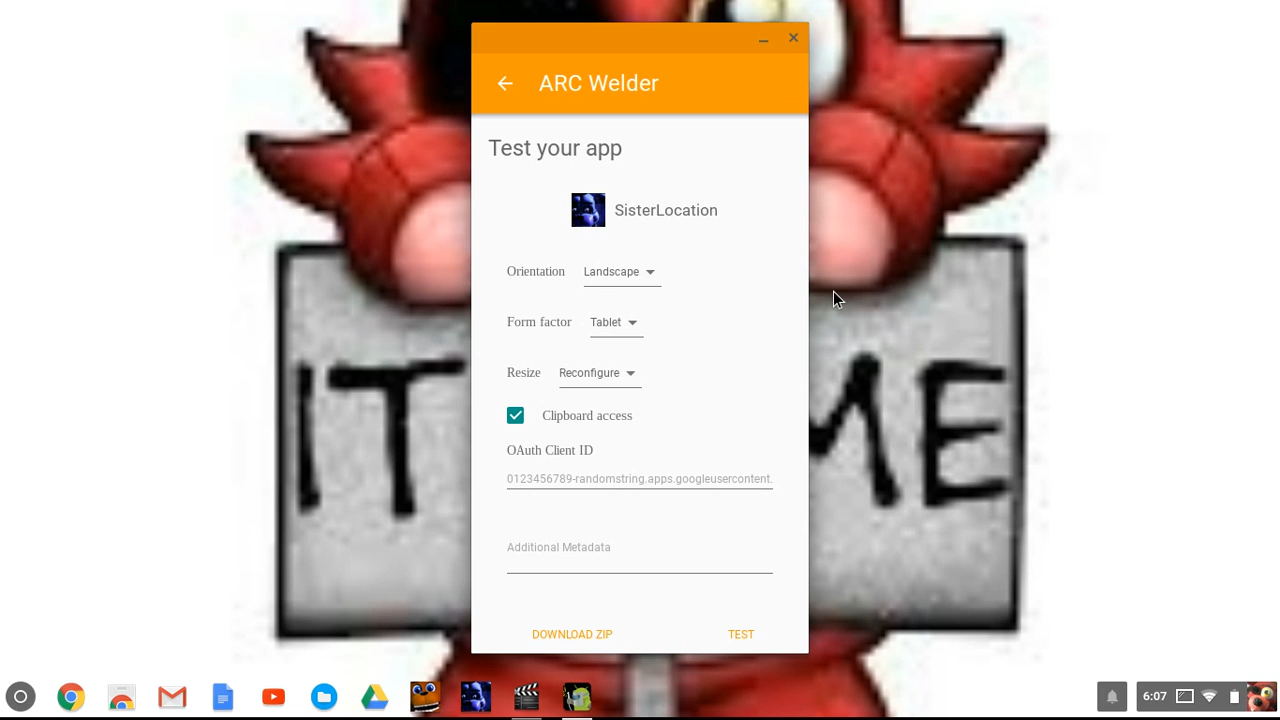 ARC Welder
Test your app
SisterLocation
Orientation Landscape
Form factor Tablet
Resize Reconfigure
Clipboard access
OAuth Client ID
0123456789-randomstring.apps.googleusercontent.
Additional Metadata
DOWNLOAD ZIP TEST
IT ME
6:07